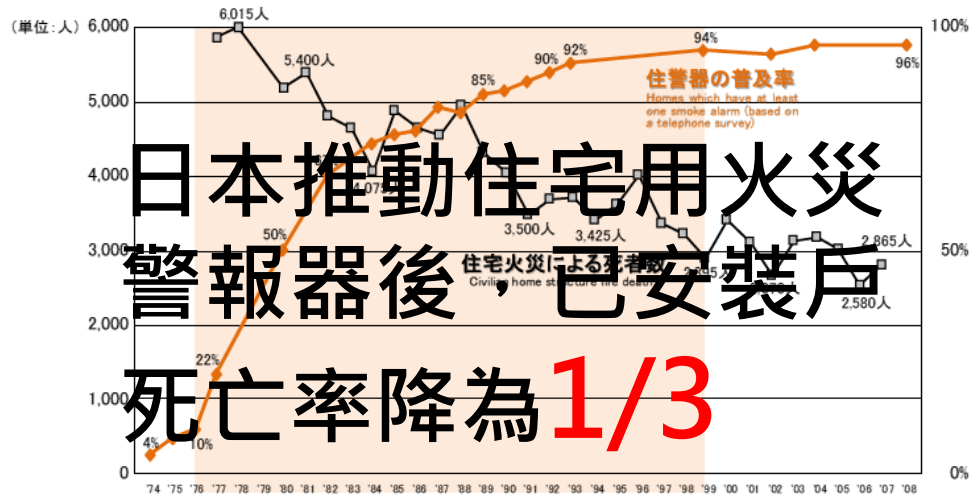 (単位:人) 6,000
6,015人
100%
94%
92%
90%
5,400人
96%
85%
住警器の普及率
Homes which have at least
one smoke alarm (based on
a telephone survey)
5,000
日本推動住宅用火災
4,000
3,500人
3,425人
50%
2,865人
3,000
50%
住宅火災による死者数
Civilian home structure fire deaths
警報器後，已安裝戶
2,580人
2,000
22%
死亡率降為1/3
1,000
4%
10%
0
0%
'74 '75 '76 '77 '78 '79 '80 '81 '82 '83 '84 '85 '86 '87 '88 '89 '90 '91 '92 '93 '94 '95 '96 '97 '98 '99 '00 '01 '02 '03 '04 '05 '06 '07 '08